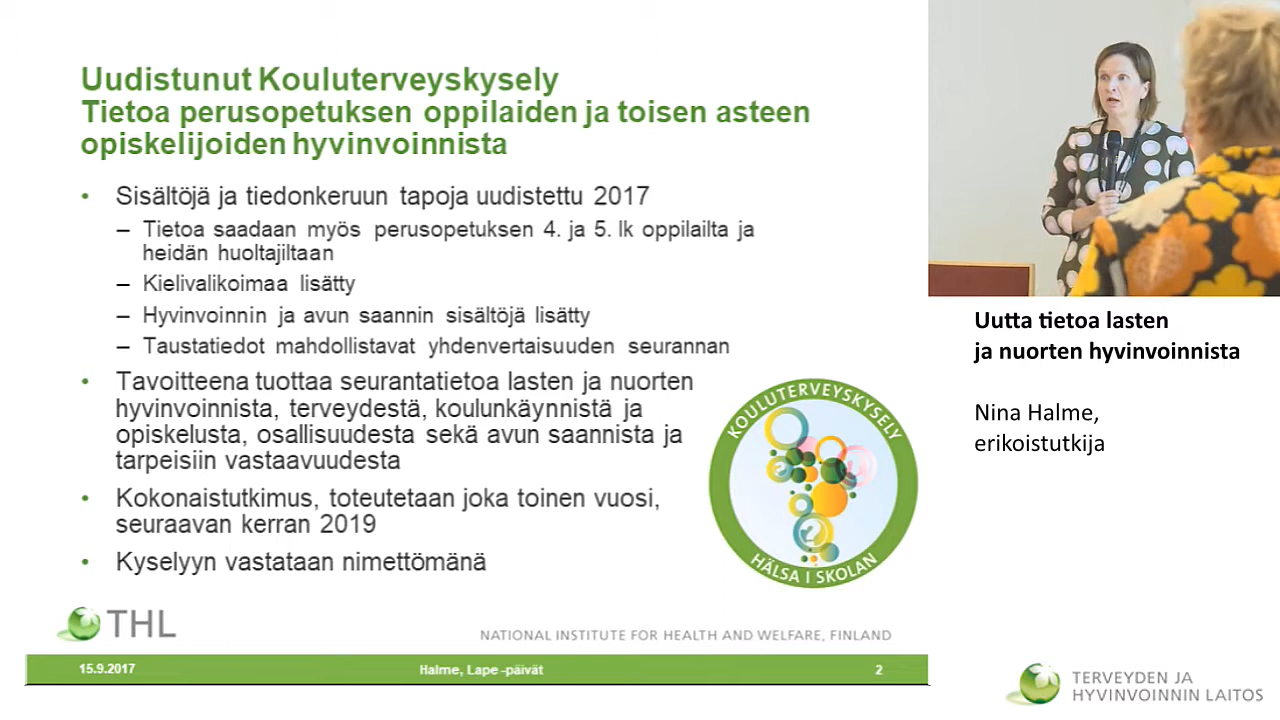 Uudistunut Kouluterveyskysely
Tietoa perusopetuksen oppilaiden ja toisen asteen
opiskelijoiden hyvinvoinnista
• Sisältöjä ja tiedonkeruun tapoja uudistettu 2017
– Tietoa saadaan myös perusopetuksen 4. ja 5. lk oppilailta ja
heidän huoltajiltaan
– Kielivalikoimaa lisätty
– Hyvinvoinnin ja avun saannin sisältöjä lisätty
– Taustatiedot mahdollistavat yhdenvertaisuuden seurannan
• Tavoitteena tuottaa seurantatietoa lasten ja nuorten
hyvinvoinnista, terveydestä, koulunkäynnistä ja
opiskelusta, osallisuudesta sekä avun saannista ja
tarpeisiin vastaavuudesta
• Kokonaistutkimus, toteutetaan joka toinen vuosi,
seuraavan kerran 2019
• Kyselyyn vastataan nimettömänä
KOULUTERVEYSKYSELY
HÄLSA I SKOLAN
THL
NATIONAL INSTITUTE FOR HEALTH AND WELFARE, FINLAND
15.9.2017
Halme, Lape -päivät
2
Uutta tietoa lasten
ja nuorten hyvinvoinnista
Nina Halme,
erikoistutkija
TERVEYDEN JA
HYVINVOINNIN LAITOS